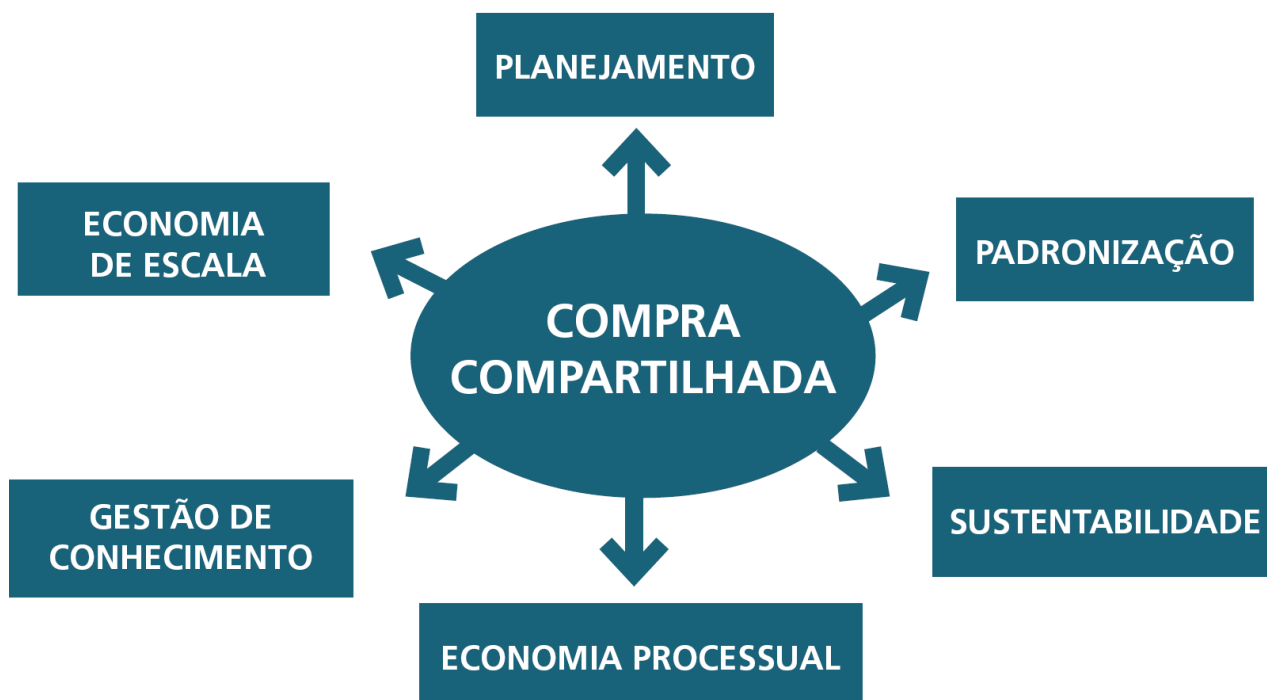 PLANEJAMENTO
ECONOMIA
DE ESCALA
PADRONIZAÇÃO
COMPRA
COMPARTILHADA
GESTÃO DE
CONHECIMENTO
SUSTENTABILIDADE
ECONOMIA PROCESSUAL